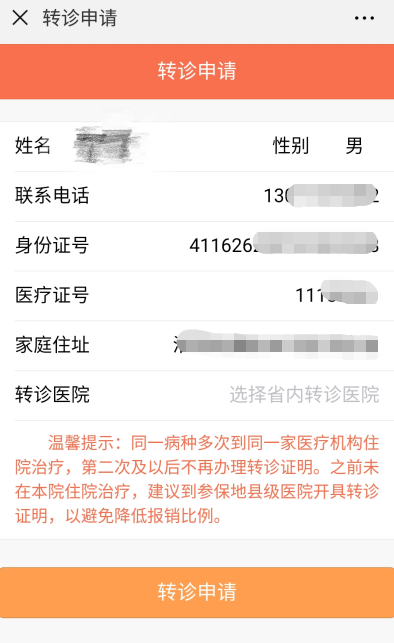 转诊申请
转诊申请
姓名
性别 男
联系电话 130 2
身份证号 411626 3
医疗证号 111
家庭住址
转诊医院 选择省内转诊医院
温馨提示：同一病种多次到同一家医疗机构住
院治疗，第二次及以后不再办理转诊证明。之前未
在本院住院治疗，建议到参保地县级医院开具转诊
证明，以避免降低报销比例。
转诊申请